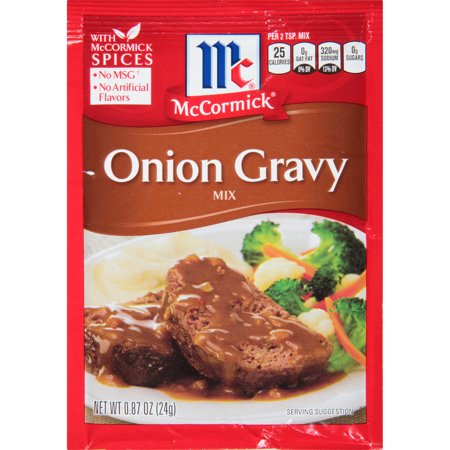 WITH
McCORMICK
SPICES
• No MSG†
• No Artificial
Flavors
Mc
McCormick®
PER 2 TSP. MIX
25
CALORIES
0g
SAT FAT
0% DV
320mg
SODIUM
13% DV
0g
SUGARS
Onion Gravy
MIX
NET WT 0.87 OZ (24g)
SERVING SUGGESTION